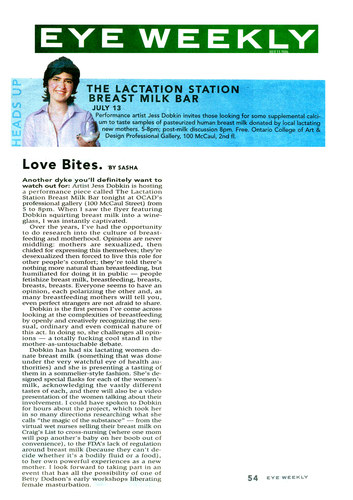 EYE WEEKLY
HEADS UP
THE LACTATION STATION
BREAST MILK BAR
JULY 13
Performance artist Jess Dobkin invites those looking for some supplemental calci-
um to taste samples of pasteurized human breast milk donated by local lactating
new mothers. 5-8pm; post-milk discussion 8pm. Free. Ontario College of Art &
Design Professional Gallery, 100 McCaul, 2nd fl.
Love Bites. BY SASHA
Another dyke you'll definitely want to
watch out for: Artist Jess Dobkin is hosting
a performance piece called The Lactation
Station Breast Milk Bar tonight at OCAD's
professional gallery (100 McCaul Street) from
5 to 8pm. When I saw the flyer featuring
Dobkin squirting breast milk into a wine-
glass, I was instantly captivated.
Over the years, I've had the opportunity
to do research into the culture of breast-
feeding and motherhood. Opinions are never
middling: mothers are sexualized, then
chided for expressing this themselves; they're
desexualized then forced to live this role for
other people's comfort; they're told there's
nothing more natural than breastfeeding, but
humiliated for doing it in public — people
fetishize breast milk, breastfeeding, breasts,
breasts, breasts. Everyone seems to have an
opinion, each polarizing the other and, as
many breastfeeding mothers will tell you,
even perfect strangers are not afraid to share.
Dobkin is the first person I've come across
looking at the complexities of breastfeeding
by openly and creatively recognizing the sen-
sual, ordinary and even comical nature of
this act. In doing so, she challenges all opin-
ions — a totally fucking cool stand in the
mother-as-untouchable debate.
Dobkin has had six lactating women do-
nate breast milk (something that was done
under the very watchful eye of health au-
thorities) and she is presenting a tasting of
them in a sommelier-style fashion. She's de-
signed special flasks for each of the women's
milk, acknowledging the vastly different
tastes of each, and there will also be a video
presentation of the women talking about their
involvement. I could have spoken to Dobkin
for hours about the project, which took her
in so many directions researching what she
calls "the magic of the substance" — from the
virtual wet nurses selling their breast milk on
Craig's List to cross-nursing (where one mom
will pop another's baby on her boob out of
convenience), to the FDA's lack of regulation
around breast milk (because they can't de-
cide whether it's a bodily fluid or a food),
to her own powerful experiences as a new
mother. I look forward to taking part in an
event that has all the possibility of one of
Betty Dodson's early workshops liberating
female masturbation.
54 EYE WEEKLY